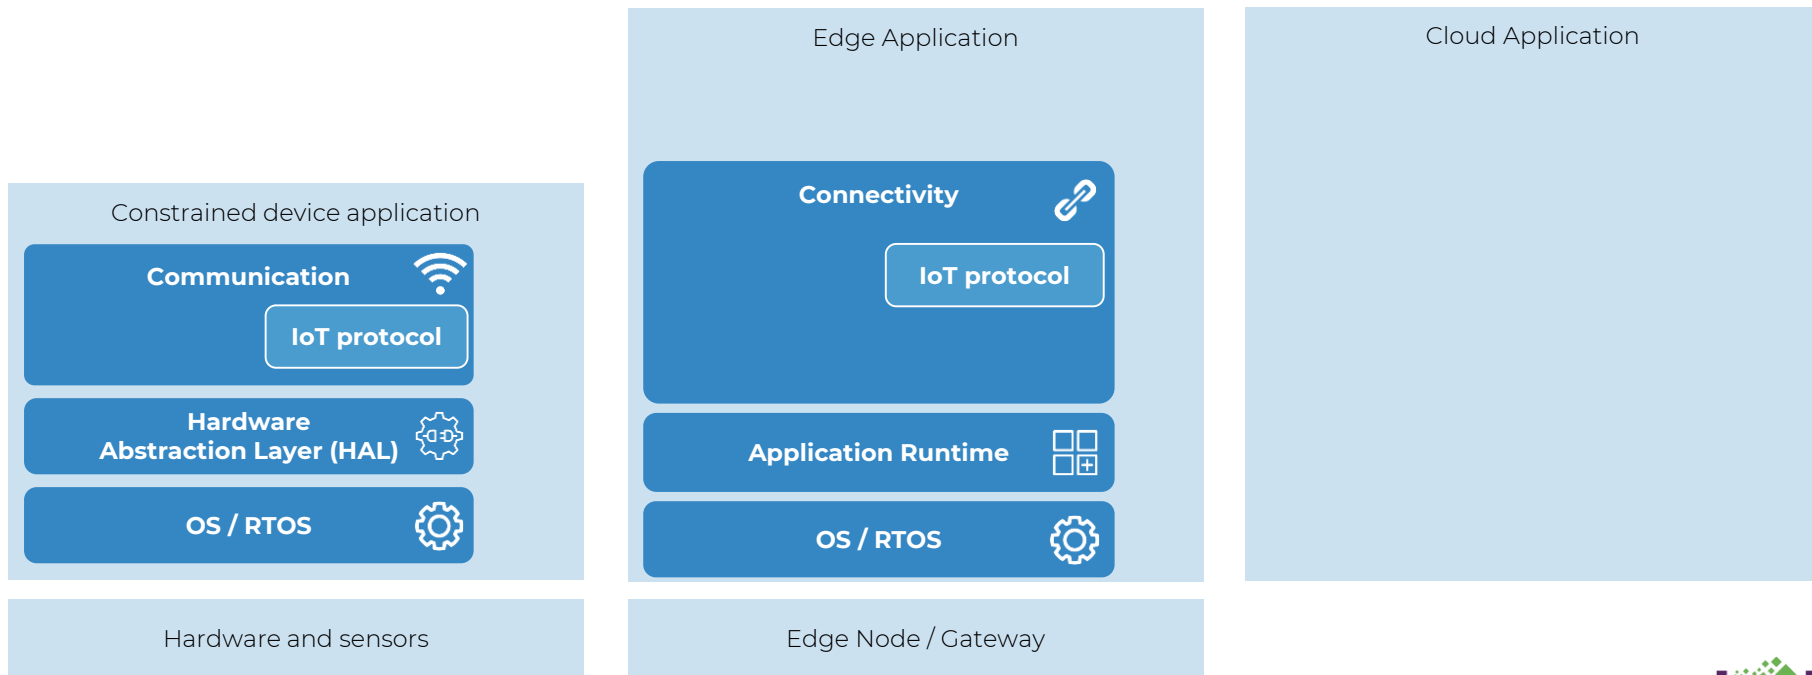 Constrained device application
Communication
IoT protocol
Hardware
Abstraction Layer (HAL)
OS / RTOS
Hardware and sensors
Edge Application
Connectivity
IoT protocol
Application Runtime
OS / RTOS
Edge Node / Gateway
Cloud Application